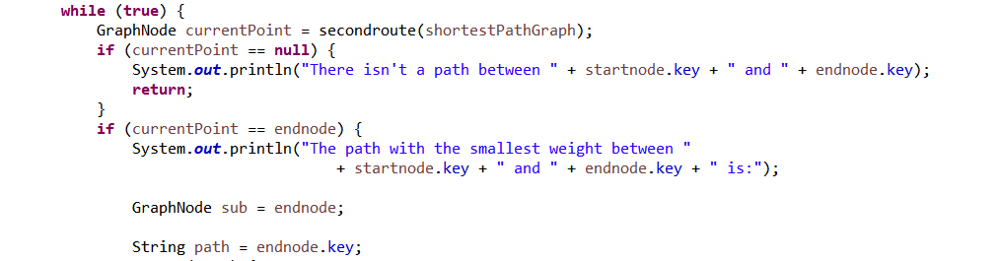 while (true) {
GraphNode currentPoint = secondroute(shortestPathGraph);
if (currentPoint == null) {
System.out.println("There isn't a path between " + startnode.key + " and " + endnode.key);
return;
}
if (currentPoint == endnode) {
System.out.println("The path with the smallest weight between "
+ startnode.key + " and " + endnode.key + " is:");
GraphNode sub = endnode;
String path = endnode.key;